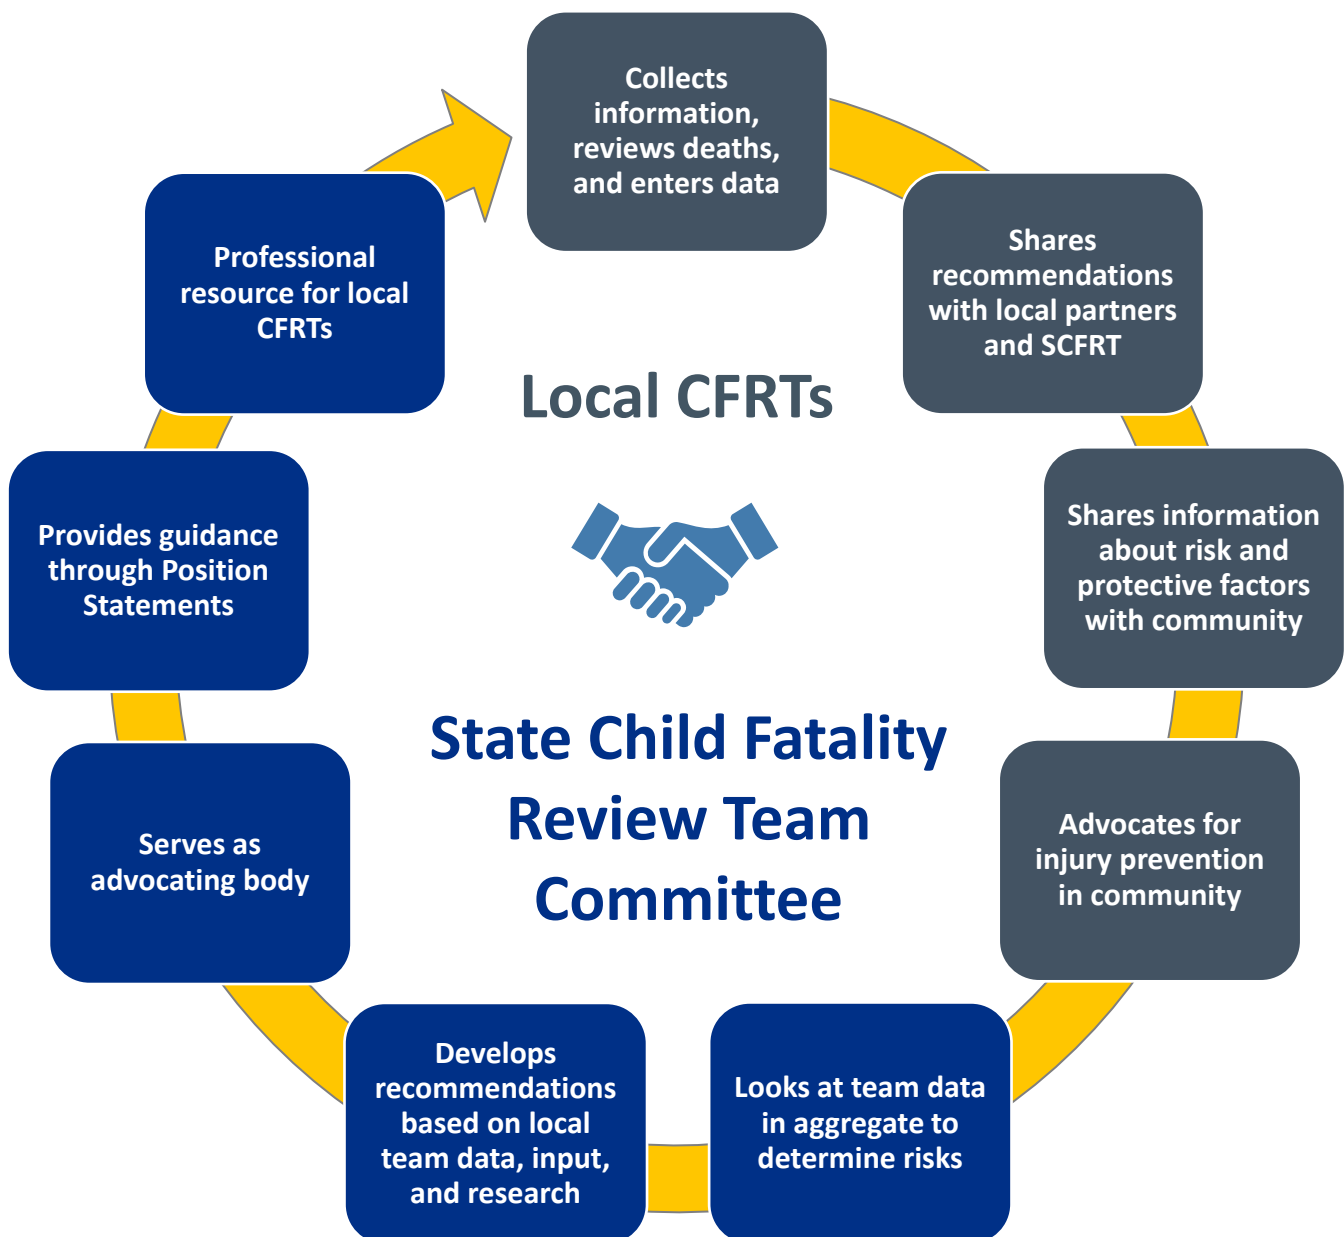 Collects
information,
reviews deaths,
and enters data
Shares
recommendations
with local partners
and SCFRT
Shares information
about risk and
protective factors
with community
Advocates for
injury prevention
in community
Looks at team data
in aggregate to
determine risks
Develops
recommendations
based on local
team data, input,
and research
Serves as
advocating body
Provides guidance
through Position
Statements
Professional
resource for local
CFRTs
Local CFRTs
State Child Fatality
Review Team
Committee